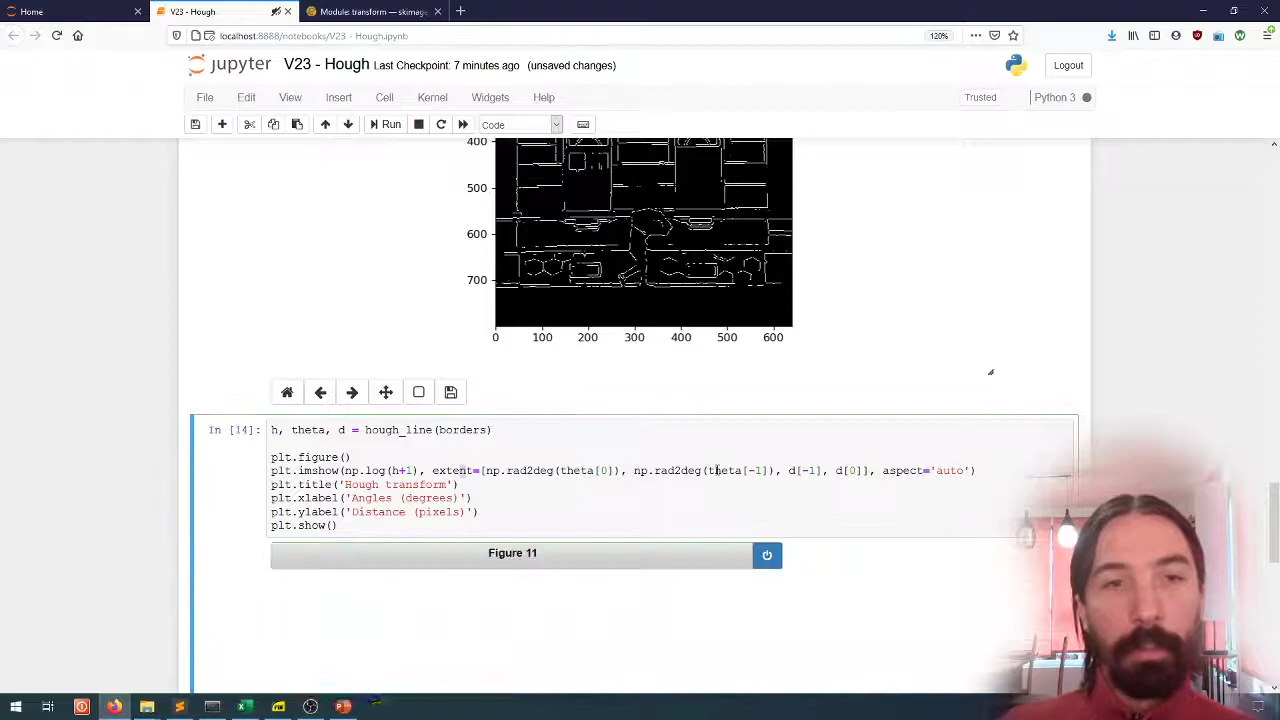 Home
V23 - Hough
Module: transform — skimage
localhost:8888/notebooks/V23 - Hough.ipynb
120%
jupyter V23 - Hough Last Checkpoint: 7 minutes ago (unsaved changes)
Logout
File Edit View Insert Cell Kernel Widgets Help
Trusted
Python 3
Run
Code
400
500
600
700
0 100 200 300 400 500 600
In [14]:
h, theta, d = hough_line(borders)
plt.figure()
plt.imshow(np.log(h+1), extent=[np.rad2deg(theta[0]), np.rad2deg(theta[-1]), d[-1], d[0]], aspect='auto')
plt.title('Hough transform')
plt.xlabel('Angles (degrees)')
plt.ylabel('Distance (pixels)')
plt.show()
Figure 11